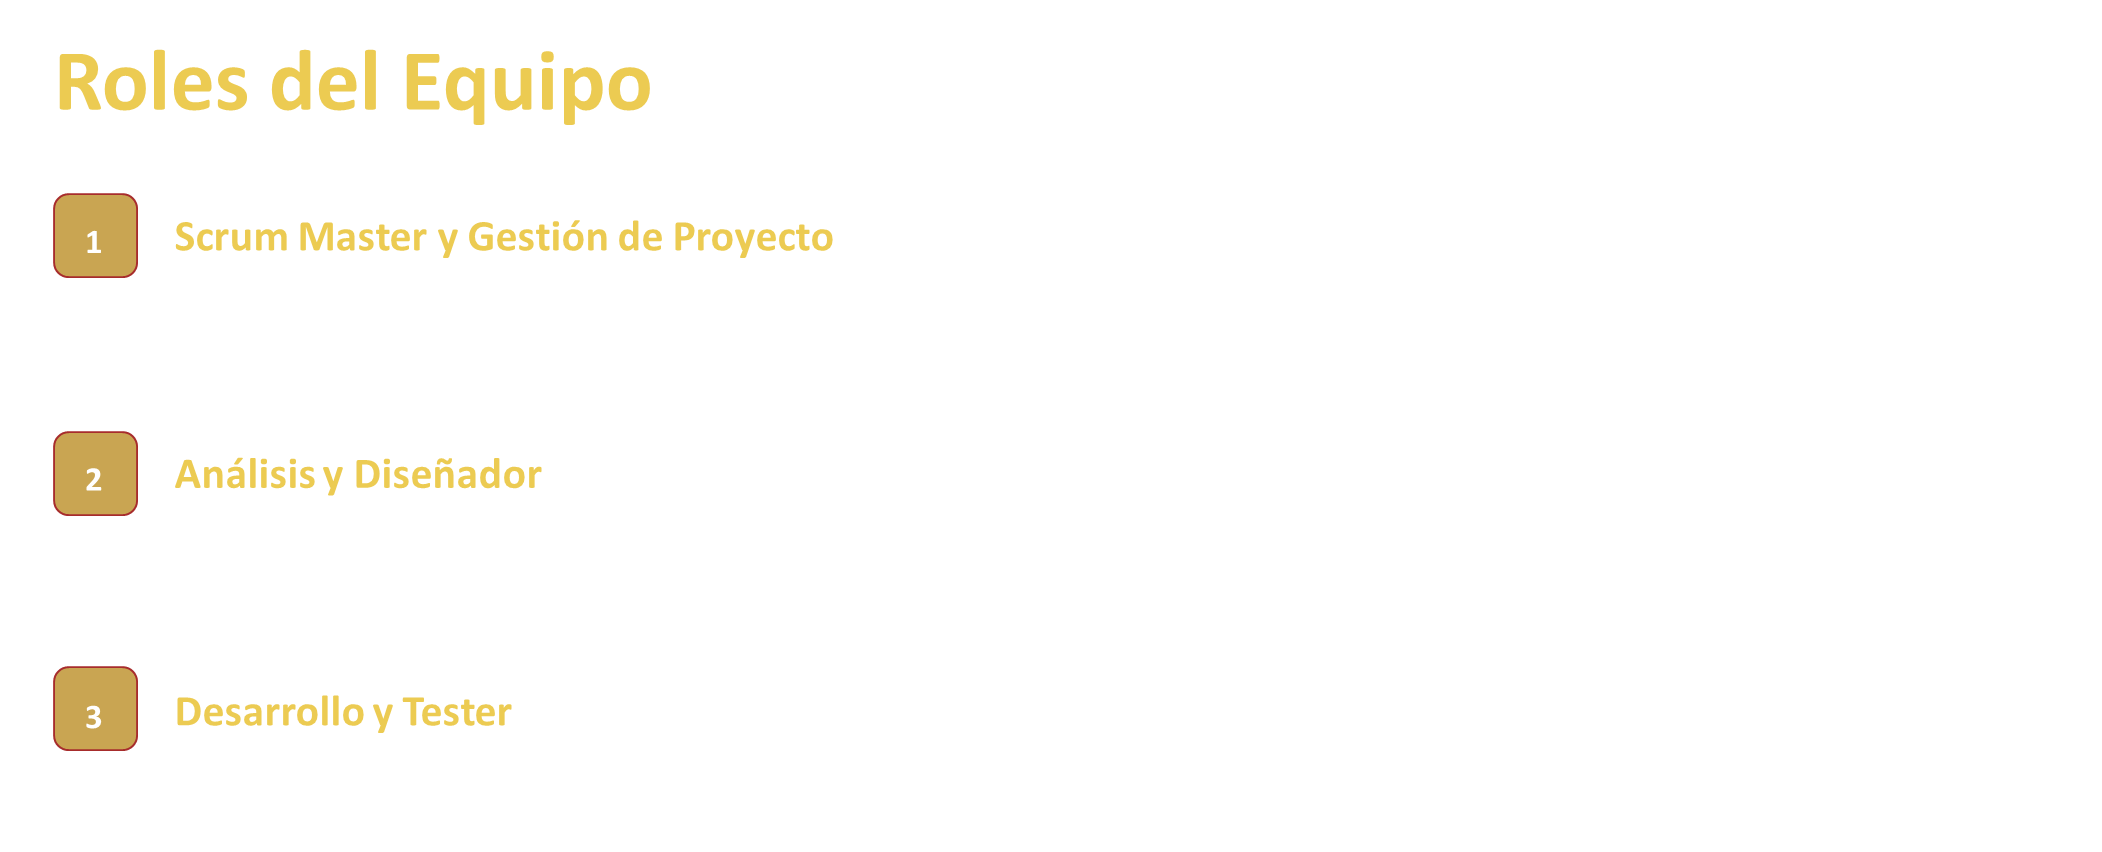 Roles del Equipo
1
Scrum Master y Gestión de Proyecto
2
Análisis y Diseñador
3
Desarrollo y Tester